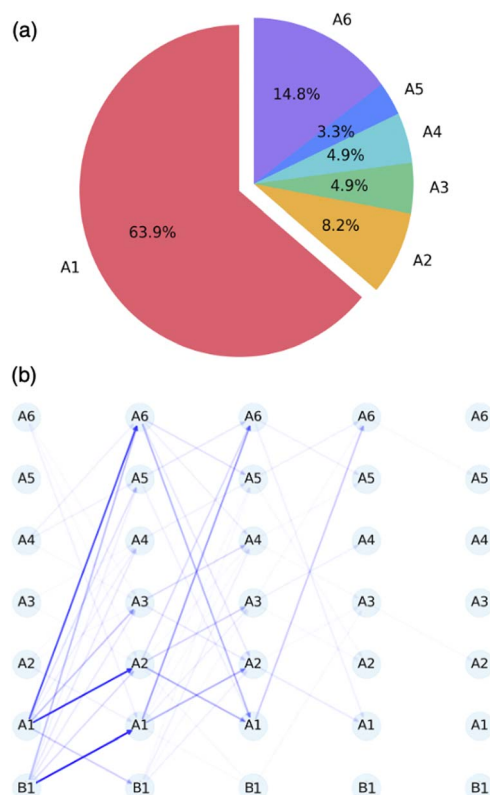 (a)
A6
14.8%
A5
3.3%
A4
4.9%
4.9%
A3
8.2%
A2
63.9%
A1
(b)
A6 A6 A6 A6 A6
A5 A5 A5 A5 A5
A4 A4 A4 A4 A4
A3 A3 A3 A3 A3
A2 A2 A2 A2 A2
A1 A1 A1 A1 A1
B1 B1 B1 B1 B1